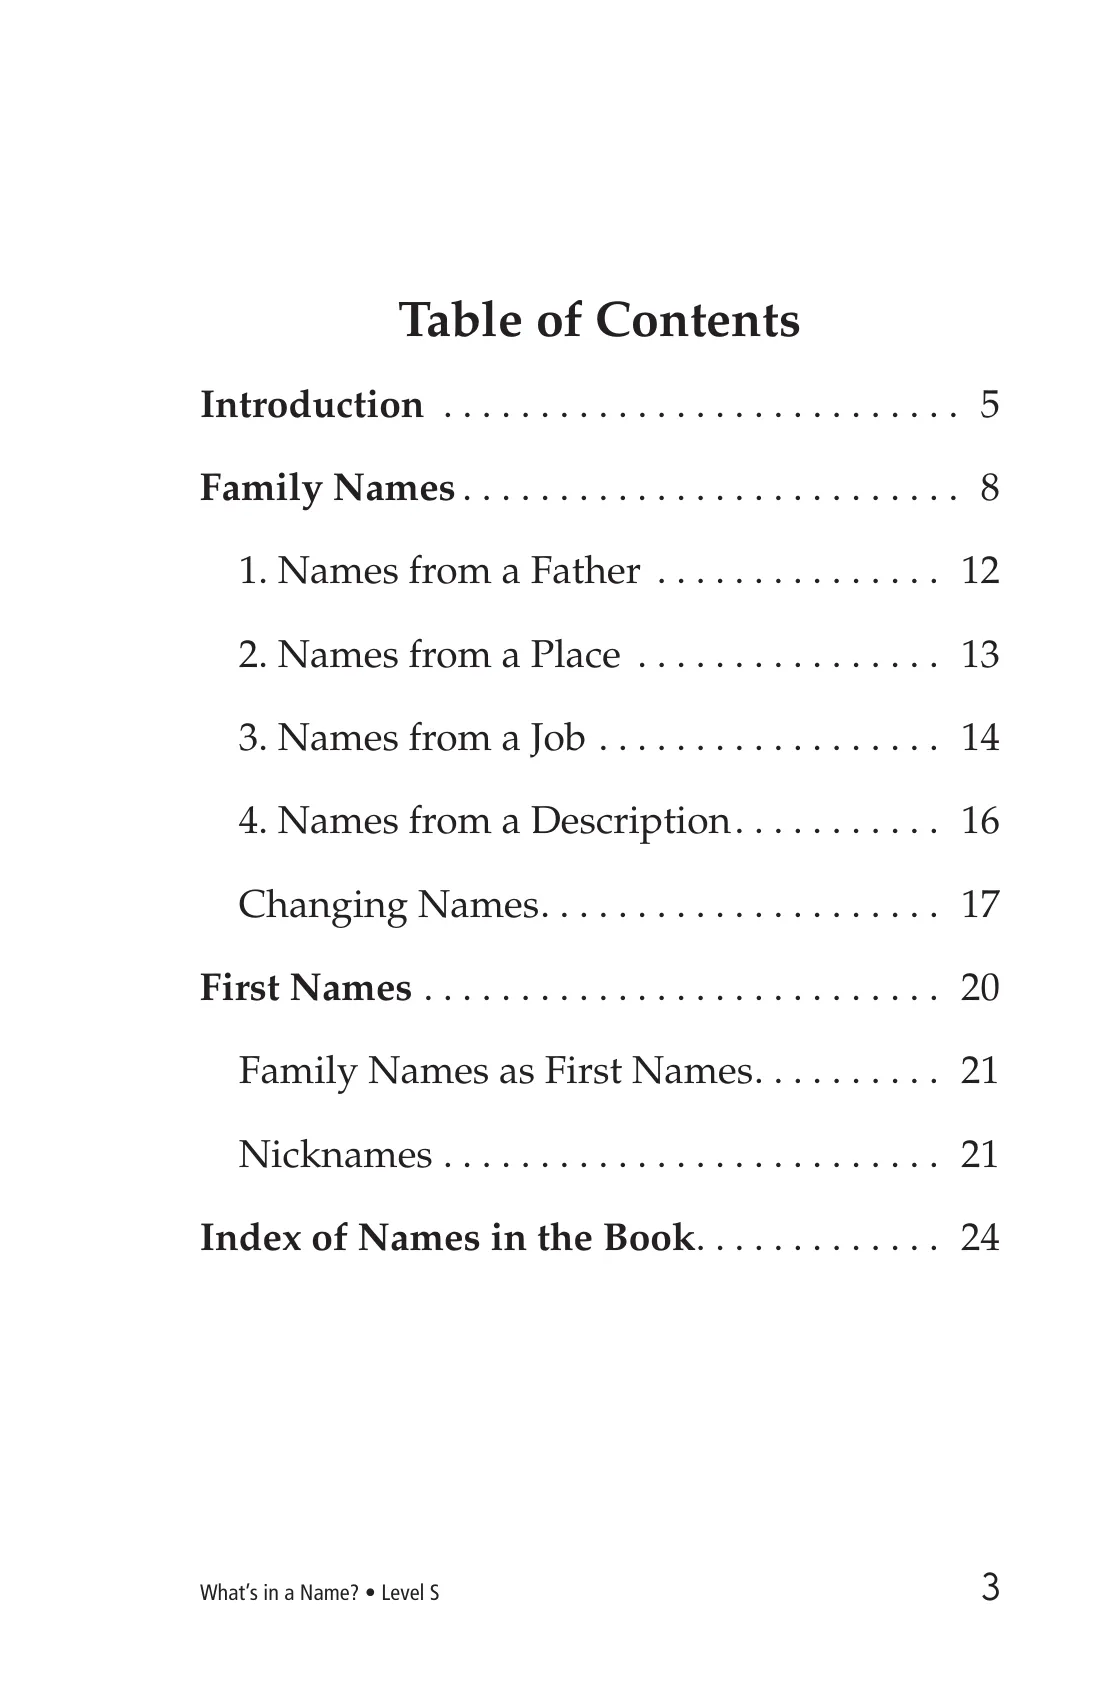 Table of Contents
Introduction . . . . . . . . . . . . . . . . . . . . . . . . . . . 5
Family Names . . . . . . . . . . . . . . . . . . . . . . . . . . 8
1. Names from a Father . . . . . . . . . . . . . . . 12
2. Names from a Place . . . . . . . . . . . . . . . . 13
3. Names from a Job . . . . . . . . . . . . . . . . . . 14
4. Names from a Description . . . . . . . . . . . 16
Changing Names . . . . . . . . . . . . . . . . . . . . . 17
First Names . . . . . . . . . . . . . . . . . . . . . . . . . . . 20
Family Names as First Names . . . . . . . . . . 21
Nicknames . . . . . . . . . . . . . . . . . . . . . . . . . . 21
Index of Names in the Book . . . . . . . . . . . . . 24
What’s in a Name? • Level S 3